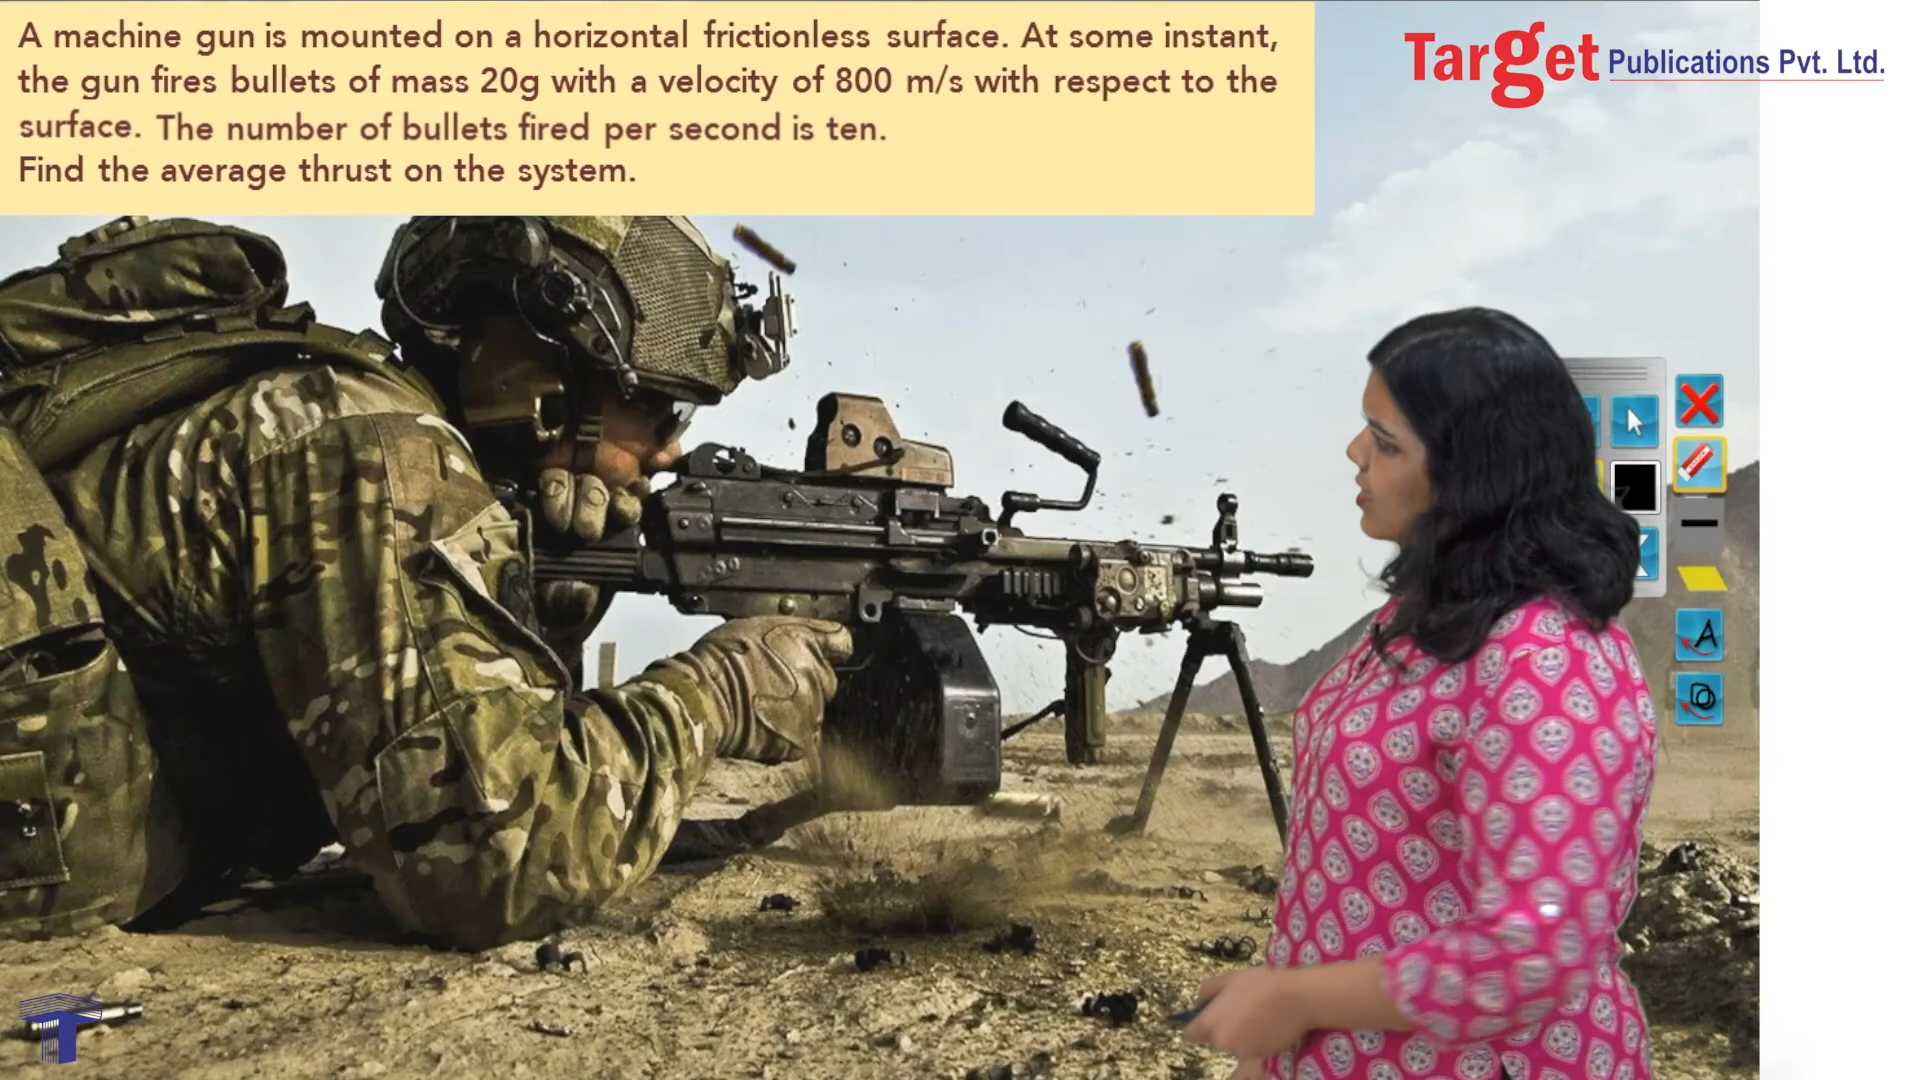 A machine gun is mounted on a horizontal frictionless surface. At some instant,
the gun fires bullets of mass 20g with a velocity of 800 m/s with respect to the
surface. The number of bullets fired per second is ten.
Find the average thrust on the system.
Target Publications Pvt. Ltd.
A
T